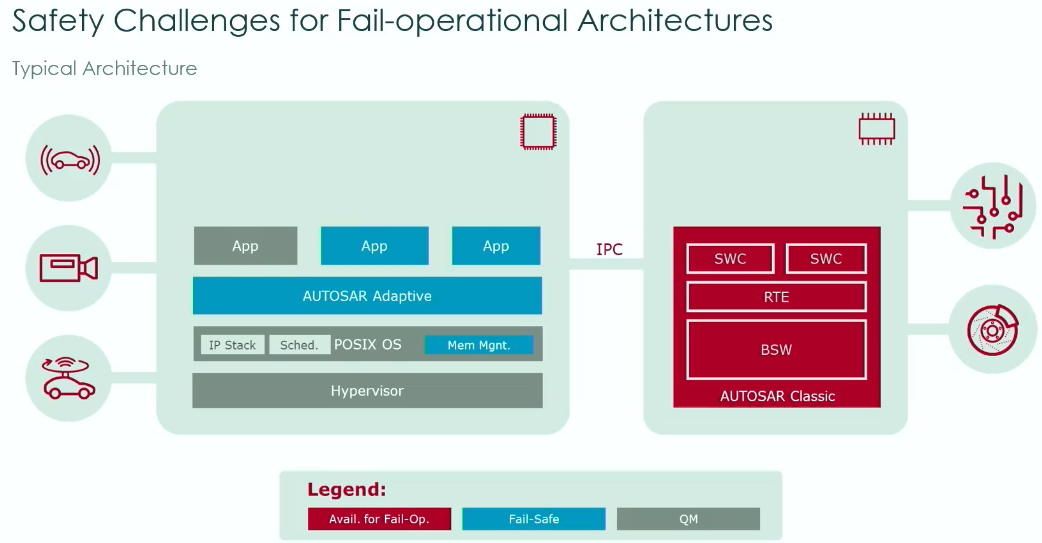 Safety Challenges for Fail-operational Architectures
Typical Architecture
App
App
App
AUTOSAR Adaptive
IP Stack
Sched.
POSIX OS
Mem Mgnt.
Hypervisor
IPC
SWC
SWC
RTE
BSW
AUTOSAR Classic
Legend:
Avail. for Fail-Op.
Fail-Safe
QM